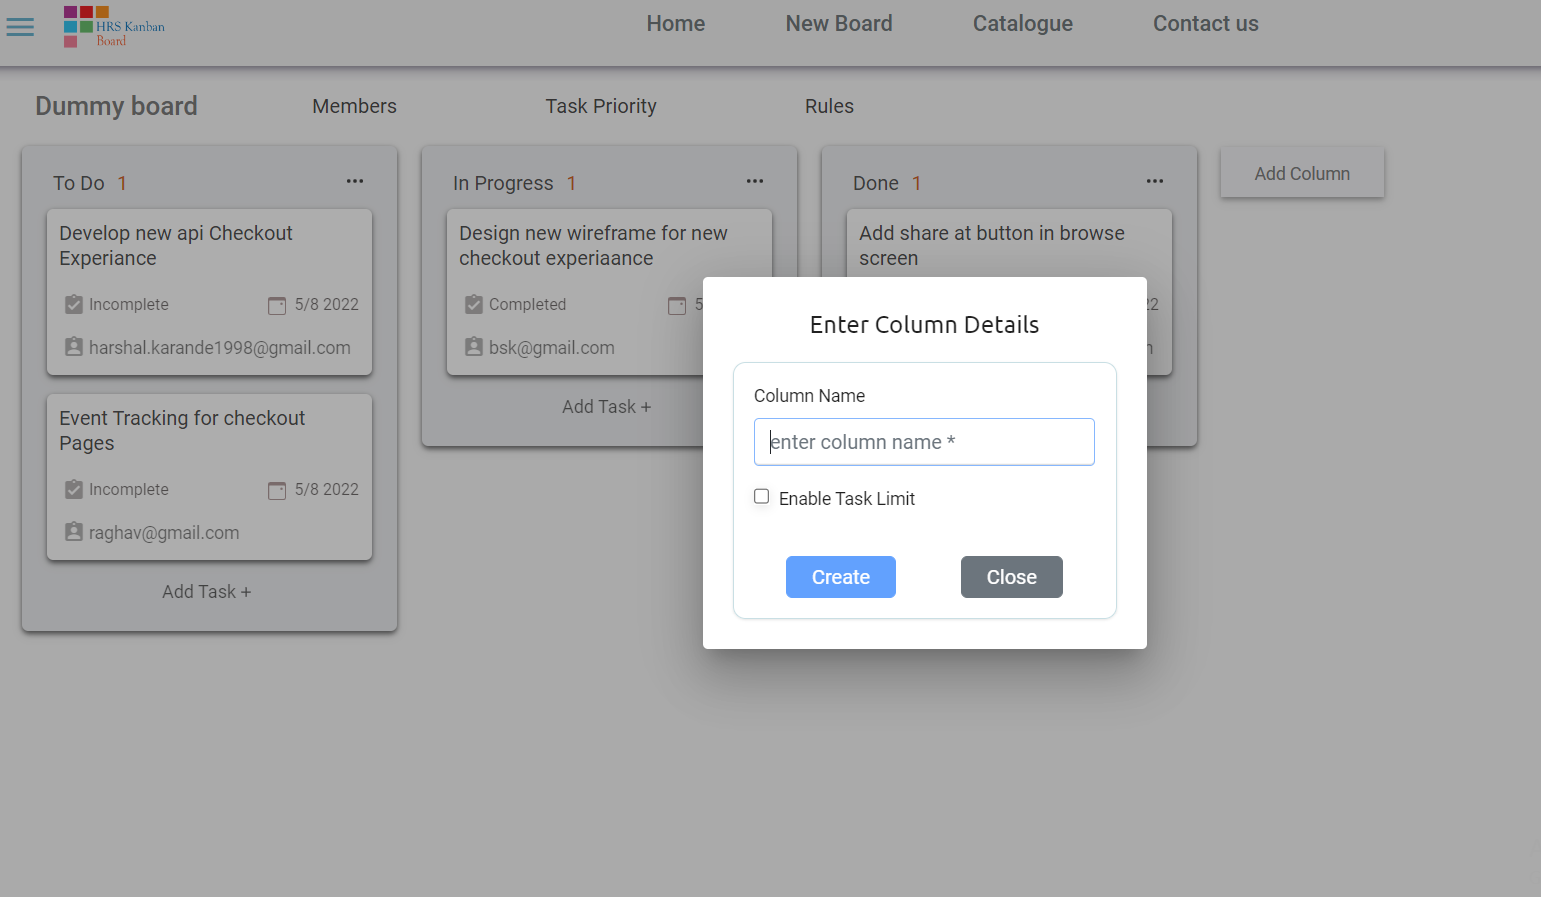 HRS Kanban
Board
Home
New Board
Catalogue
Contact us
Dummy board
Members
Task Priority
Rules
To Do 1
Develop new api Checkout
Experiance
Incomplete
5/8 2022
harshal.karande1998@gmail.com
Event Tracking for checkout
Pages
Incomplete
5/8 2022
raghav@gmail.com
Add Task +
In Progress 1
Design new wireframe for new
checkout experiaance
Completed
5
bsk@gmail.com
Add Task +
Done 1
Add share at button in browse
screen
Add Column
Enter Column Details
Column Name
enter column name *
Enable Task Limit
Create
Close